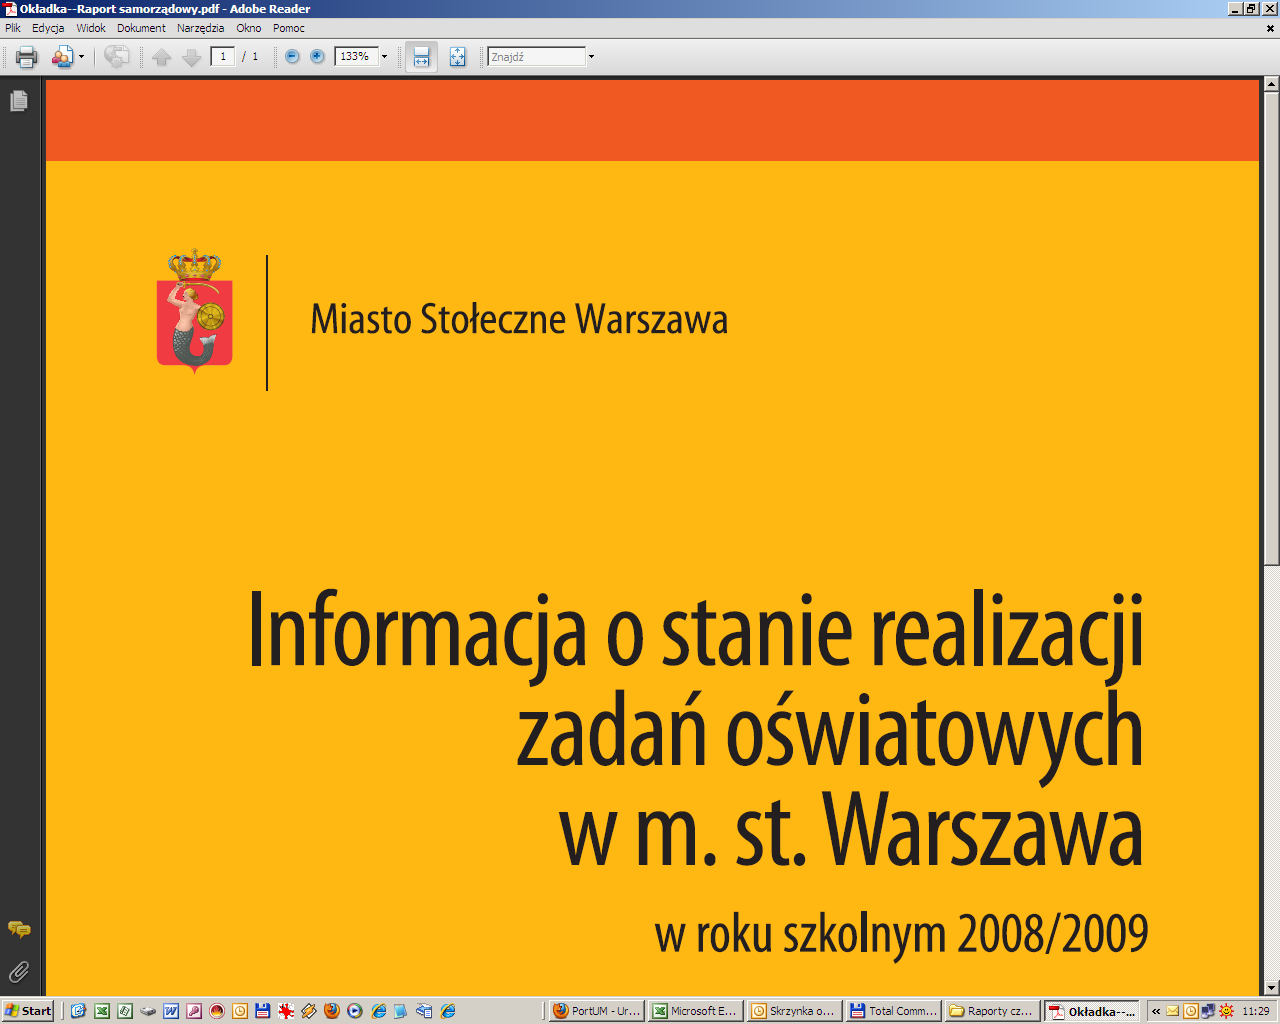 Okładka--Raport samorządowy.pdf - Adobe Reader
Plik Edycja Widok Dokument Narzędzia Okno Pomoc
1 / 1 133% Znajdź
Miasto Stołeczne Warszawa
Informacja o stanie realizacji
zadań oświatowych
w m. st. Warszawa
w roku szkolnym 2008/2009
Start PortUM - Ur... Microsoft E... Skrzynka o... Total Comm... Raporty cz... Okładka--... « 11:29